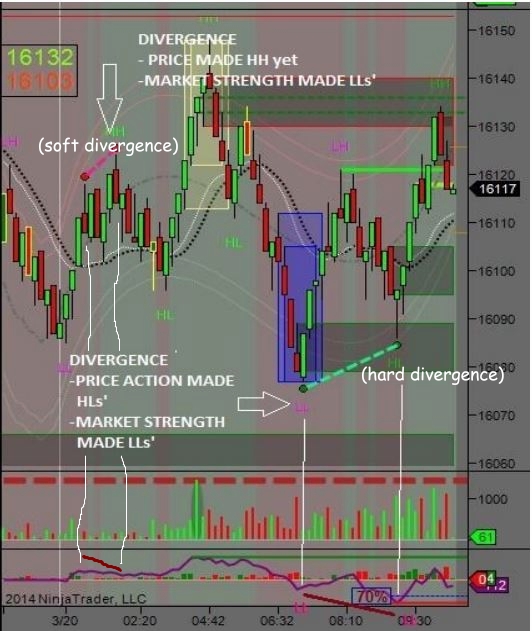 HH
DIVERGENCE
- PRICE MADE HH yet
-MARKET STRENGTH MADE LLs'
16132
16103
LH
HH
(soft divergence)
HH
LH
HL
HL
LL
DIVERGENCE
-PRICE ACTION MADE
HLs'
-MARKET STRENGTH
MADE LLs'
LL
HL
(hard divergence)
16150
16140
16130
16120
16117
16110
16100
16090
16080
16070
16060
1000
61
04
LL
70%
2014 NinjaTrader, LLC
3/20
02:20
04:42
06:32
08:10
09:30